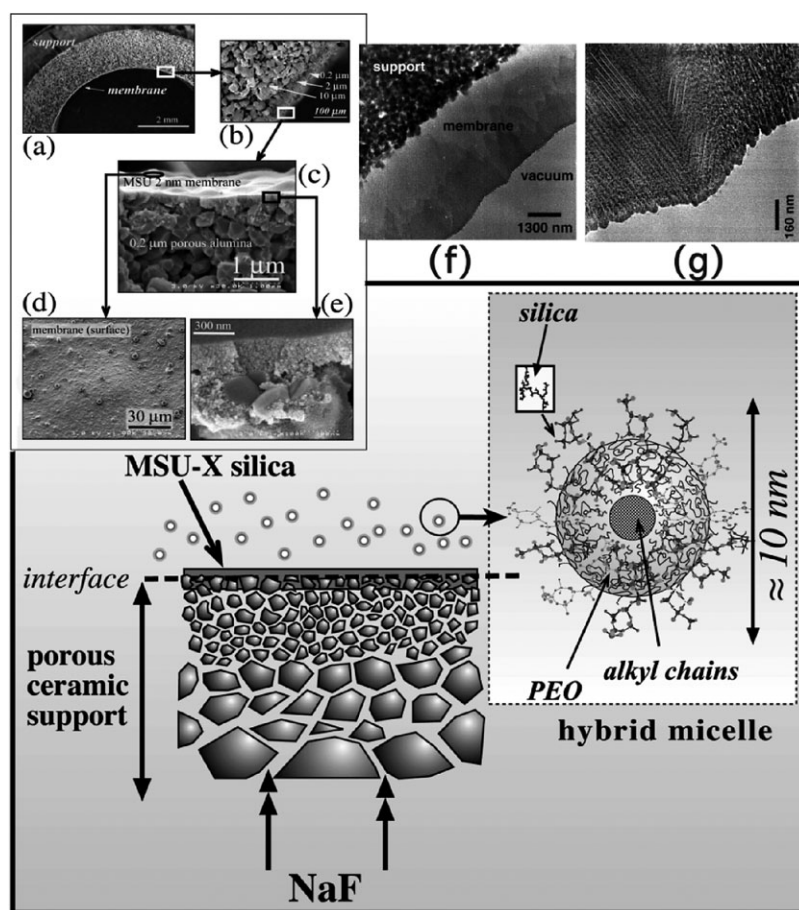 support
membrane
2 mm
(a)
0.2 μm
2 μm
10 μm
100 μm
(b)
MSU 2 nm membrane
(c)
0.2 μm porous alumina
1 μm
(d)
(e)
membrane (surface)
30 μm
300 nm
support
membrane
vacuum
1300 nm
(f)
160 nm
(g)
silica
MSU-X silica
interface
≈ 10 nm
porous
ceramic
support
alkyl chains
PEO
hybrid micelle
NaF